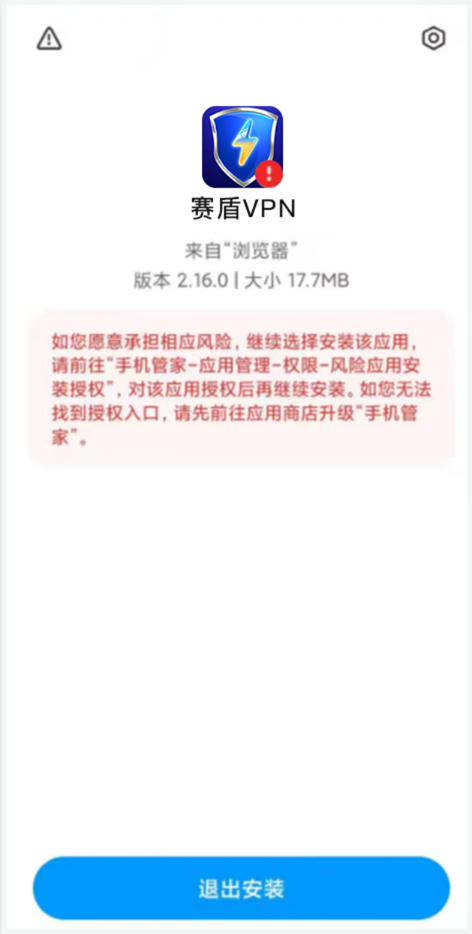 赛盾VPN
来自“浏览器”
版本 2.16.0 | 大小 17.7MB
如您愿意承担相应风险，继续选择安装该应用，
请前往“手机管家-应用管理-权限-风险应用安
装授权”，对该应用授权后再继续安装。如您无法
找到授权入口，请先前往应用商店升级“手机管
家”。
退出安装